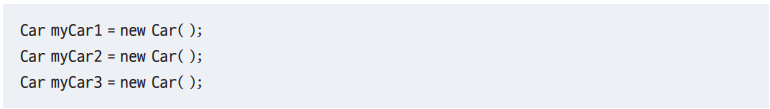 Car myCar1 = new Car( );
Car myCar2 = new Car( );
Car myCar3 = new Car( );